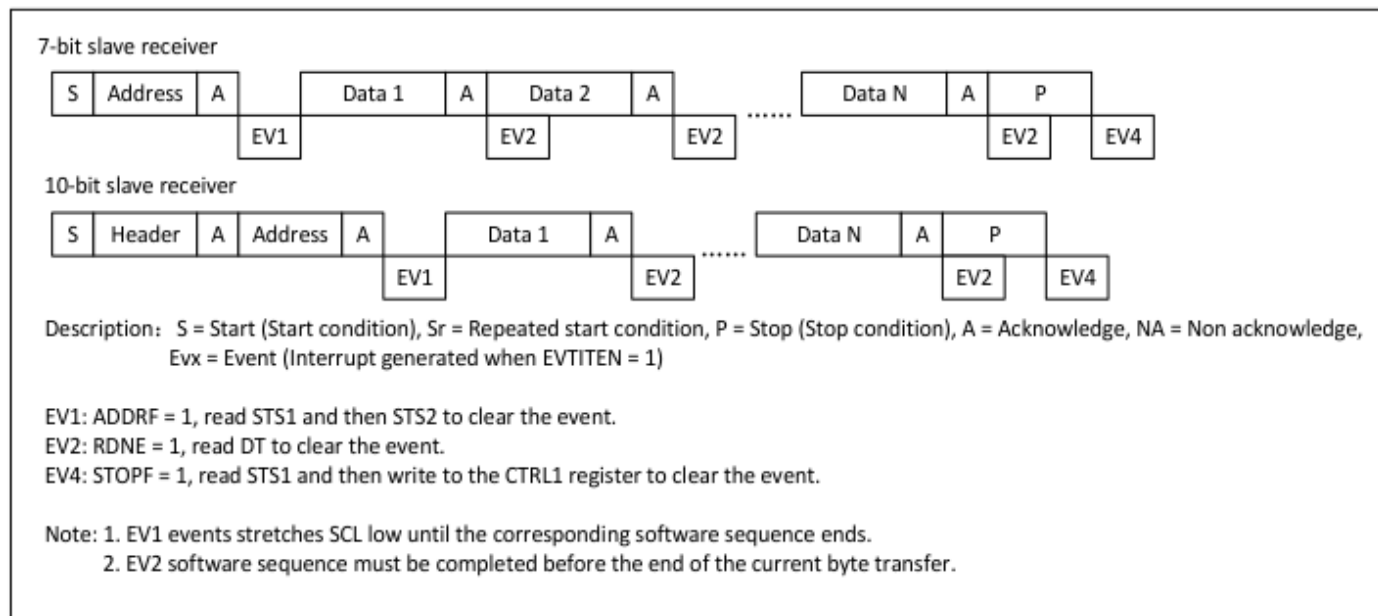 7-bit slave receiver
S Address A Data 1 A Data 2 A ...... Data N A P
EV1 EV2 EV2 EV2 EV4
10-bit slave receiver
S Header A Address A Data 1 A ...... Data N A P
EV1 EV2 EV2 EV4
Description： S = Start (Start condition), Sr = Repeated start condition, P = Stop (Stop condition), A = Acknowledge, NA = Non acknowledge,
Evx = Event (Interrupt generated when EVTITEN = 1)
EV1: ADDRF = 1, read STS1 and then STS2 to clear the event.
EV2: RDNE = 1, read DT to clear the event.
EV4: STOPF = 1, read STS1 and then write to the CTRL1 register to clear the event.
Note: 1. EV1 events stretches SCL low until the corresponding software sequence ends.
2. EV2 software sequence must be completed before the end of the current byte transfer.